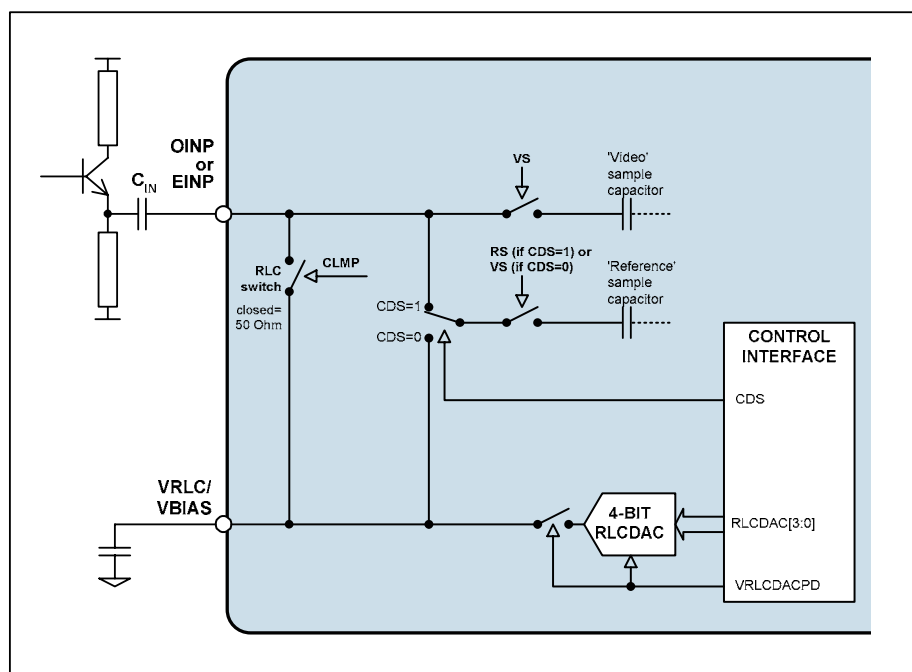 OINP
or
EINP
C IN
VS
'Video'
sample
capacitor
RLC
switch
CLMP
closed=
50 Ohm
RS (if CDS=1) or
VS (if CDS=0)
'Reference'
sample
capacitor
CDS=1
CDS=0
CONTROL
INTERFACE
CDS
VRLC/
VBIAS
4-BIT
RLCDAC
RLCDAC[3:0]
VRLCDACPD